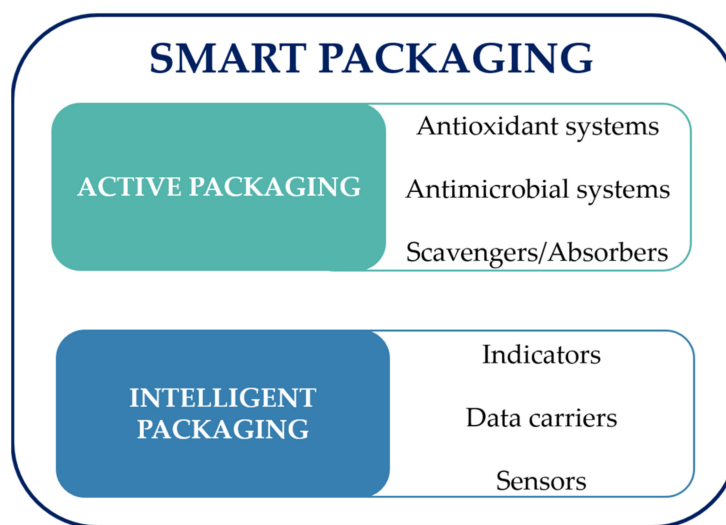 SMART PACKAGING
ACTIVE PACKAGING
Antioxidant systems
Antimicrobial systems
Scavengers/Absorbers
INTELLIGENT
PACKAGING
Indicators
Data carriers
Sensors